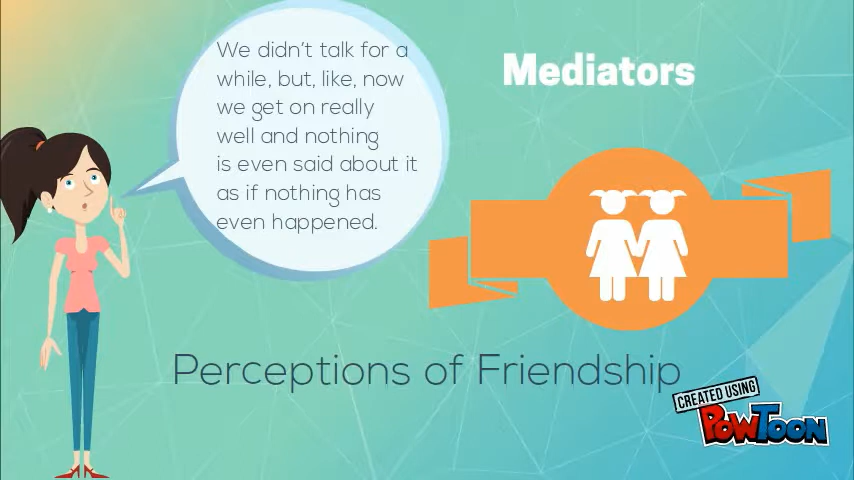 We didn't talk for a
while, but, like, now
we get on really
well and nothing
is even said about it
as if nothing has
even happened.
Mediators
Perceptions of Friendship
CREATED USING
POWTOON